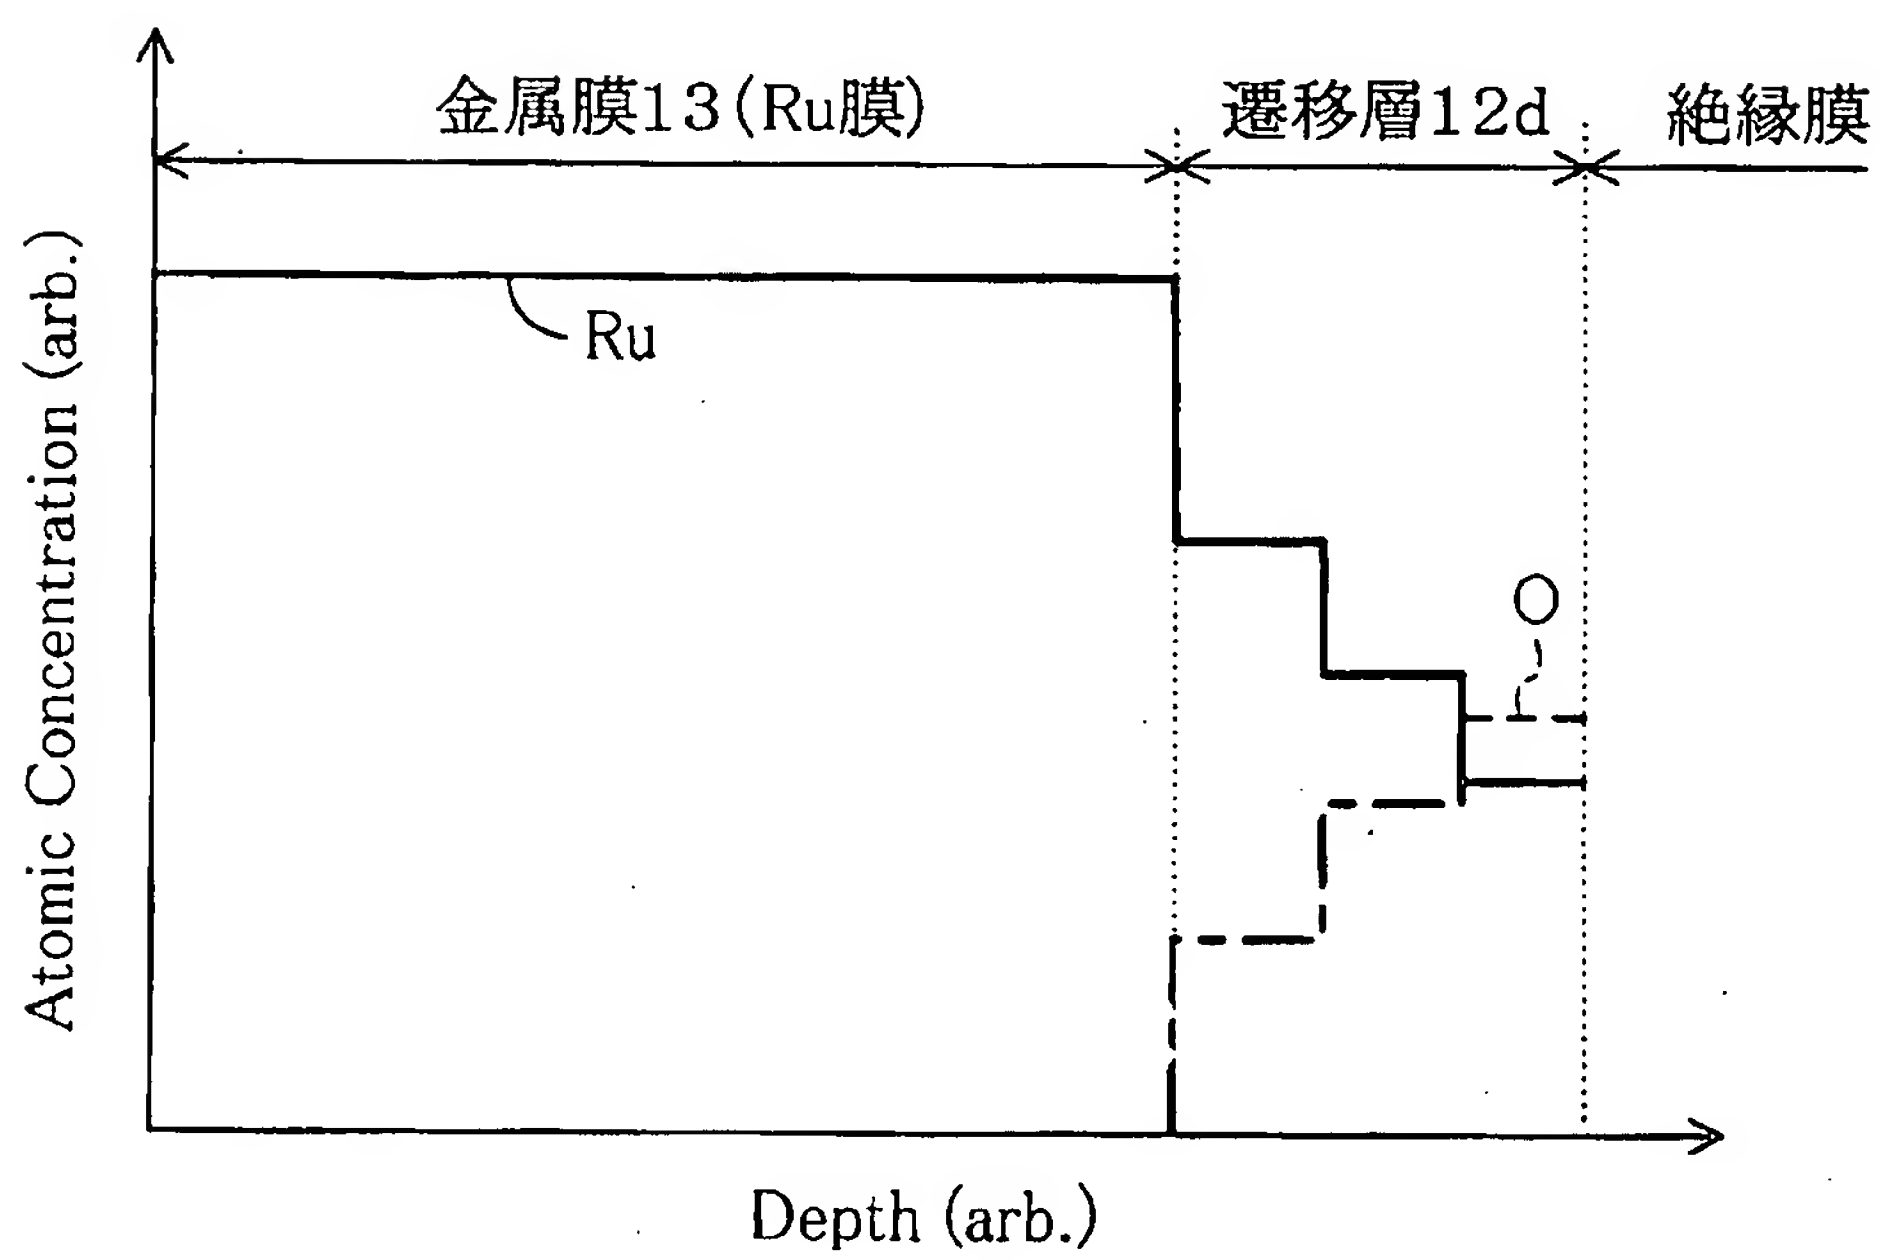 金属膜13(Ru膜)
遷移層12d
絶縁膜
Ru
O
Atomic Concentration (arb.)
Depth (arb.)